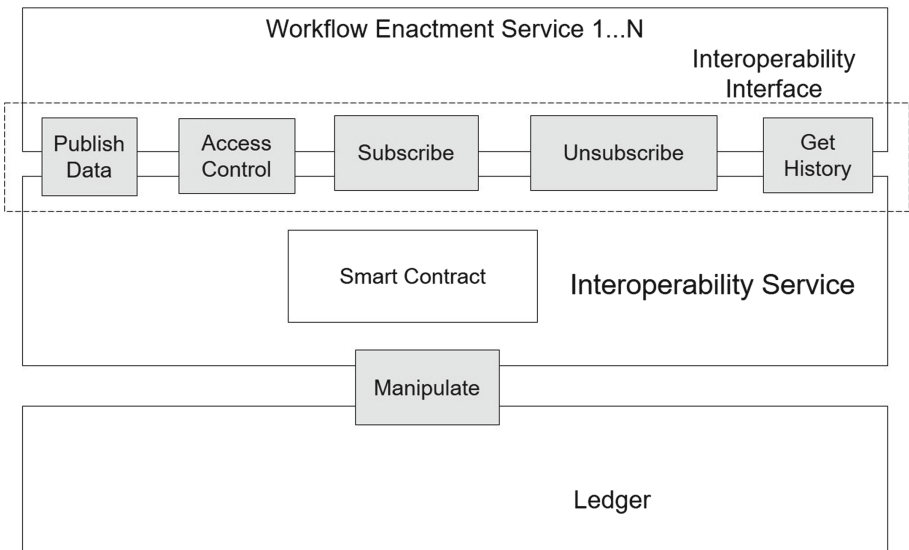 Workflow Enactment Service 1...N
Interoperability
Interface
Publish
Data
Access
Control
Subscribe
Unsubscribe
Get
History
Smart Contract
Interoperability Service
Manipulate
Ledger